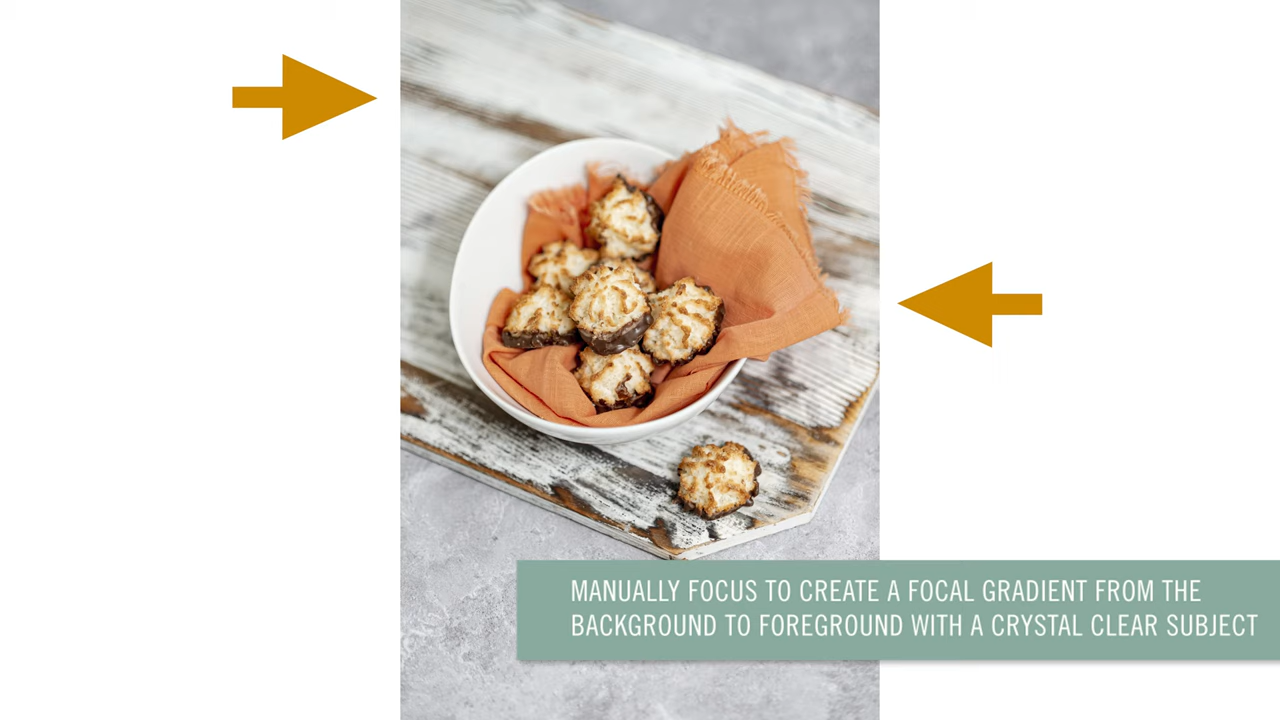 MANUALLY FOCUS TO CREATE A FOCAL GRADIENT FROM THE
BACKGROUND TO FOREGROUND WITH A CRYSTAL CLEAR SUBJECT